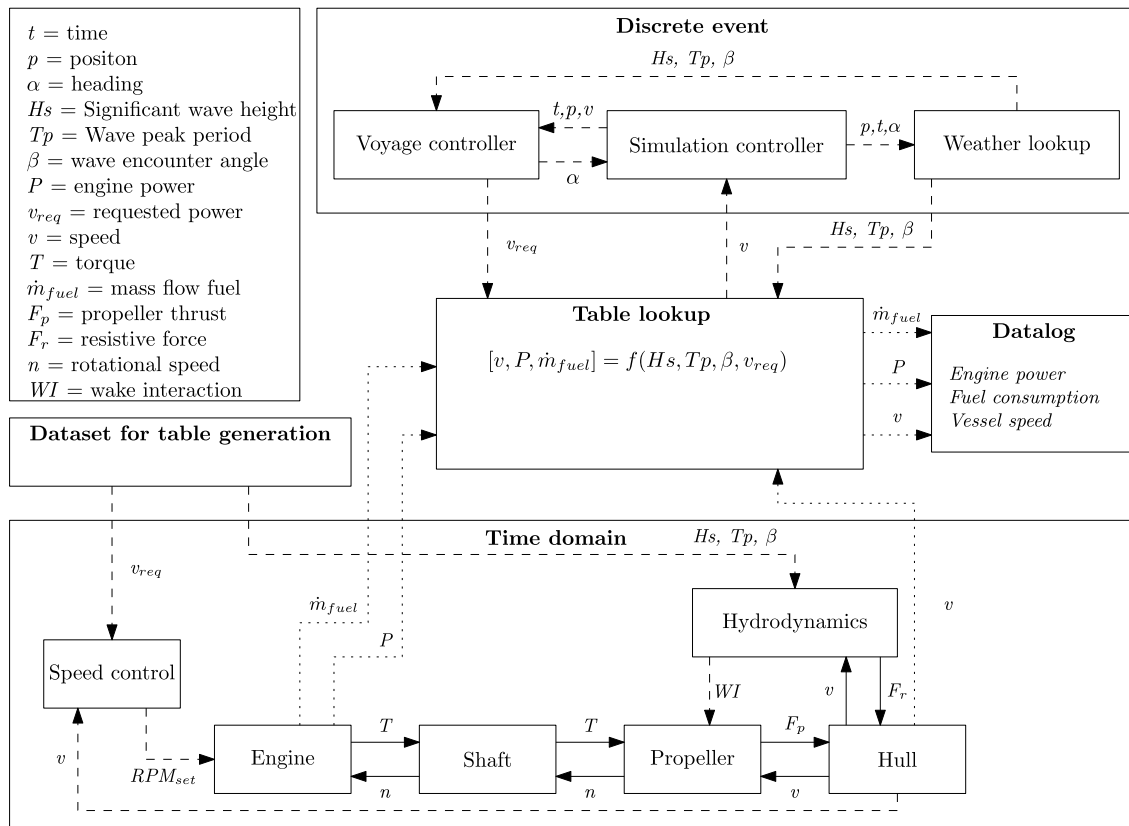 t = time
p = positon
α = heading
Hs = Significant wave height
Tp = Wave peak period
β = wave encounter angle
P = engine power
v_req = requested power
v = speed
T = torque
ṁ_fuel = mass flow fuel
F_p = propeller thrust
F_r = resistive force
n = rotational speed
WI = wake interaction
Discrete event
Hs, Tp, β
Voyage controller
t,p,v
α
Simulation controller
p,t,α
Weather lookup
v_req
v
Hs, Tp, β
Table lookup
[v, P, ṁ_fuel] = f(Hs, Tp, β, v_req)
ṁ_fuel
P
v
Datalog
Engine power
Fuel consumption
Vessel speed
Dataset for table generation
Time domain
Hs, Tp, β
v_req
ṁ_fuel
P
v
Hydrodynamics
Speed control
WI
v
F_r
v
RPM_set
Engine
T
n
Shaft
T
n
Propeller
F_p
v
Hull